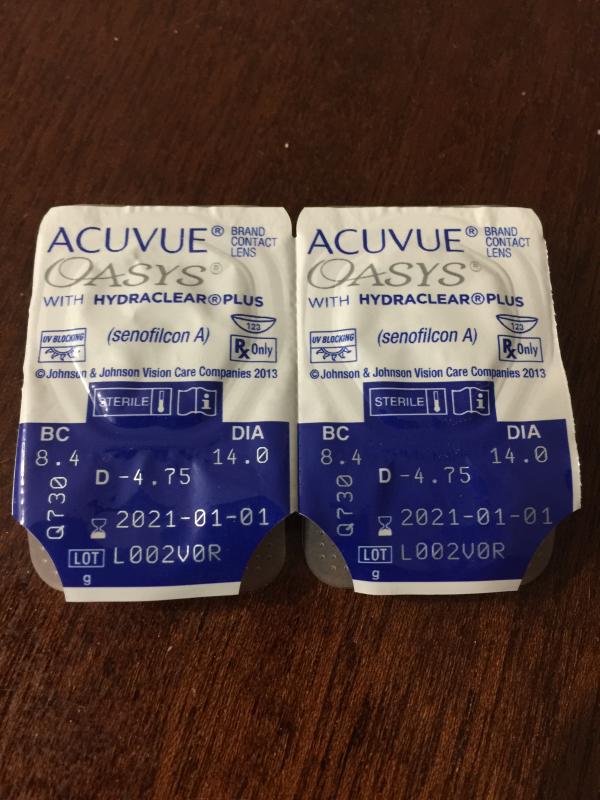 ACUVUE® BRAND CONTACT LENS
OASYS®
WITH HYDRACLEAR® PLUS
UV BLOCKING
(senofilcon A)
123
Rx Only
© Johnson & Johnson Vision Care Companies 2013
STERILE i
BC DIA
8.4 14.0
D -4.75
Q730
2021-01-01
LOT L002V0R
g
ACUVUE® BRAND CONTACT LENS
OASYS®
WITH HYDRACLEAR® PLUS
UV BLOCKING
(senofilcon A)
123
Rx Only
© Johnson & Johnson Vision Care Companies 2013
STERILE i
BC DIA
8.4 14.0
D -4.75
Q730
2021-01-01
LOT L002V0R
g